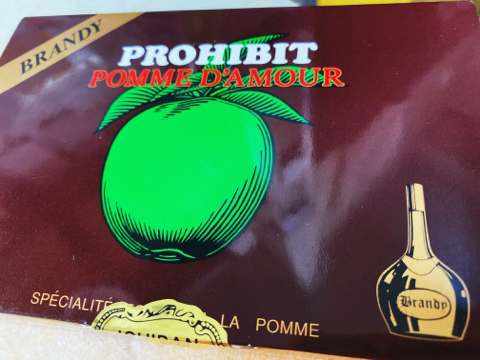 BRANDY
PROHIBIT
POMME D'AMOUR
Brandy
SPÉCIALITÉ LA POMME